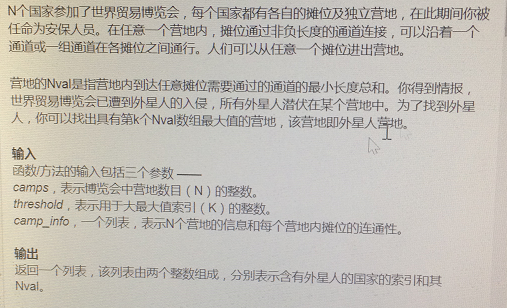 N个国家参加了世界贸易博览会，每个国家都有各自的摊位及独立营地，在此期间你被
任命为安保人员。在任意一个营地内，摊位通过非负长度的通道连接，可以沿着一个
通道或一组通道在各摊位之间通行。人们可以从任意一个摊位进出营地。
营地的Nval是指营地内到达任意摊位需要通过的通道的最小长度总和。你得到情报，
世界贸易博览会已遭到外星人的入侵，所有外星人潜伏在某个营地中。为了找到外星
人，你可以找出具有第k个Nval数组最大值的营地，该营地即外星人营地。
输入
函数/方法的输入包括三个参数 ——
camps，表示博览会中营地数目（N）的整数。
threshold，表示用于大最大值索引（K）的整数。
camp_info，一个列表，表示N个营地的信息和每个营地内摊位的连通性。
输出
返回一个列表，该列表由两个整数组成，分别表示含有外星人的国家的索引和其
Nval。